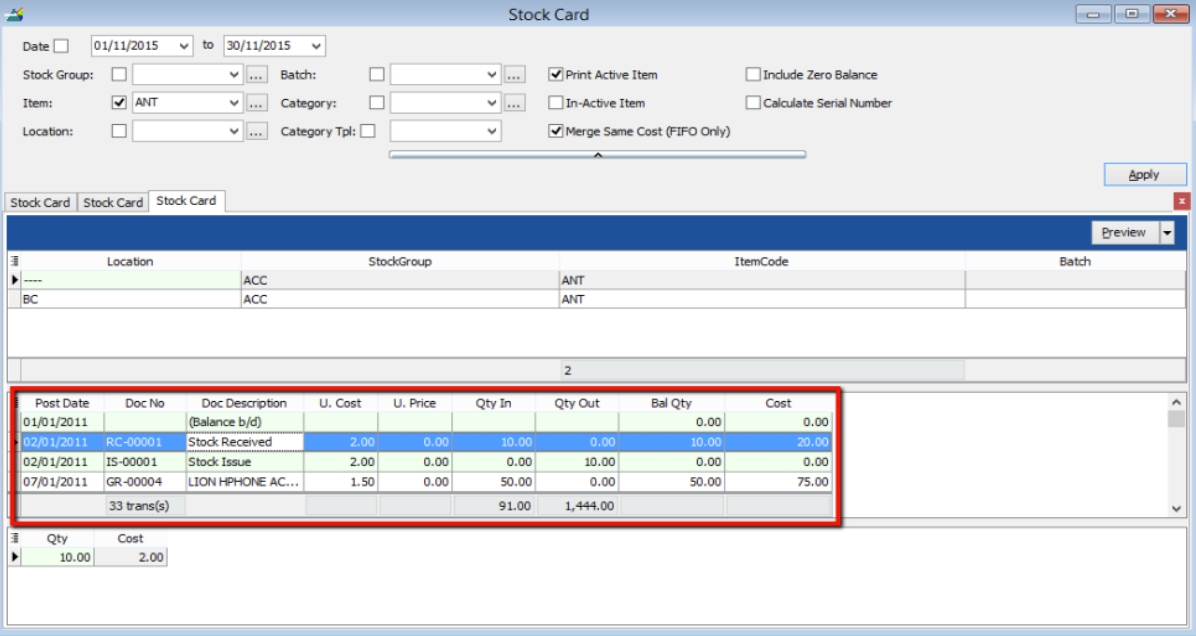 Stock Card
Date 01/11/2015 to 30/11/2015
Stock Group: ... Batch: ... Print Active Item Include Zero Balance
Item: ANT ... Category: ... In-Active Item Calculate Serial Number
Location: ... Category Tpl: Merge Same Cost (FIFO Only)
Apply
Stock Card Stock Card Stock Card x
Preview
Location StockGroup ItemCode Batch
---- ACC ANT
BC ACC ANT
2
Post Date Doc No Doc Description U. Cost U. Price Qty In Qty Out Bal Qty Cost
01/01/2011 (Balance b/d) 0.00 0.00
02/01/2011 RC-00001 Stock Received 2.00 0.00 10.00 0.00 10.00 20.00
02/01/2011 IS-00001 Stock Issue 2.00 0.00 0.00 10.00 0.00 0.00
07/01/2011 GR-00004 LION HPHONE AC... 1.50 0.00 50.00 0.00 50.00 75.00
33 trans(s) 91.00 1,444.00
Qty Cost
10.00 2.00